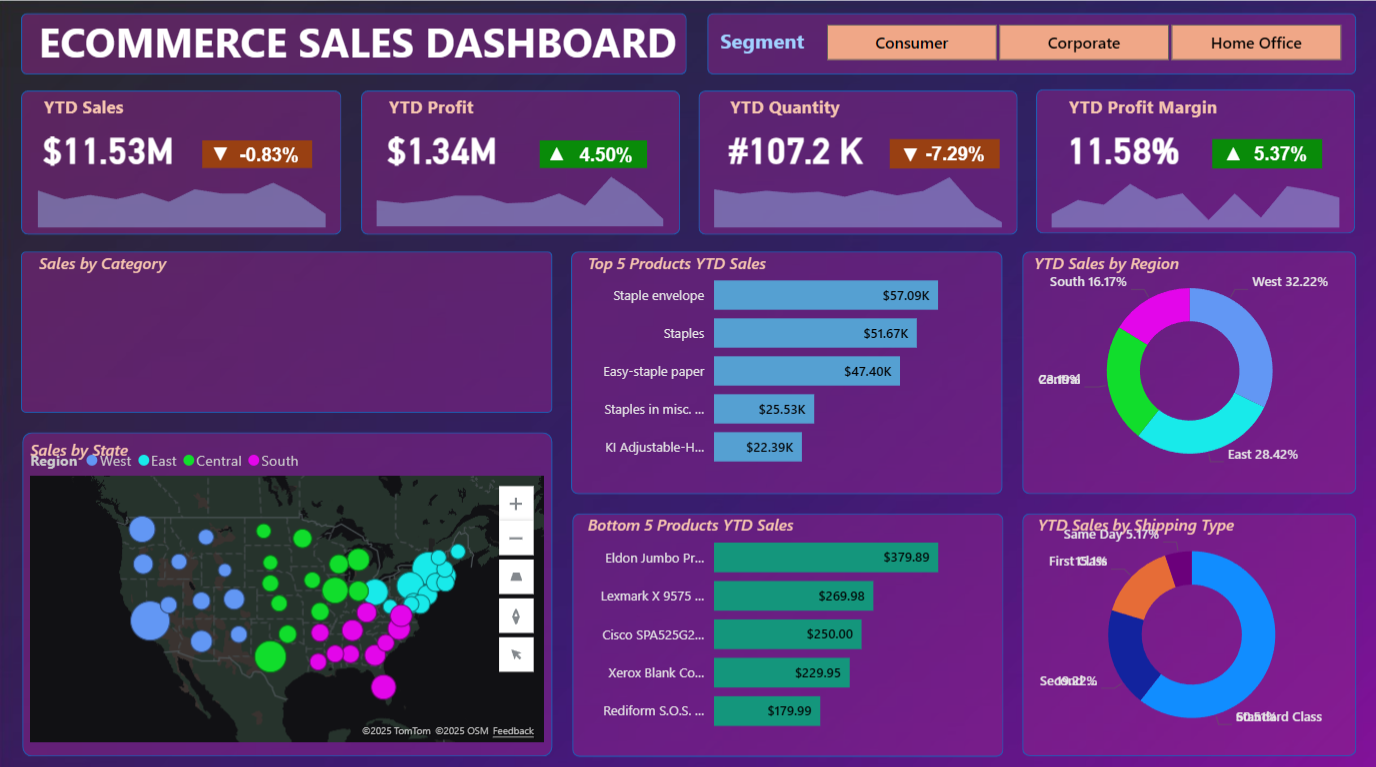 ECOMMERCE SALES DASHBOARD
Segment
Consumer
Corporate
Home Office
YTD Sales
$11.53M
▼ -0.83%
YTD Profit
$1.34M
▲ 4.50%
YTD Quantity
#107.2 K
▼ -7.29%
YTD Profit Margin
11.58%
▲ 5.37%
Sales by Category
Top 5 Products YTD Sales
Staple envelope $57.09K
Staples $51.67K
Easy-staple paper $47.40K
Staples in misc. ... $25.53K
KI Adjustable-H... $22.39K
YTD Sales by Region
South 16.17%
West 32.22%
Central
East 28.42%
Sales by State
Region West East Central South
©2025 TomTom ©2025 OSM Feedback
Bottom 5 Products YTD Sales
Eldon Jumbo Pr... $379.89
Lexmark X 9575 ... $269.98
Cisco SPA525G2... $250.00
Xerox Blank Co... $229.95
Rediform S.O.S. ... $179.99
YTD Sales by Shipping Type
Same Day 5.17%
First Class
Second ...
Standard Class